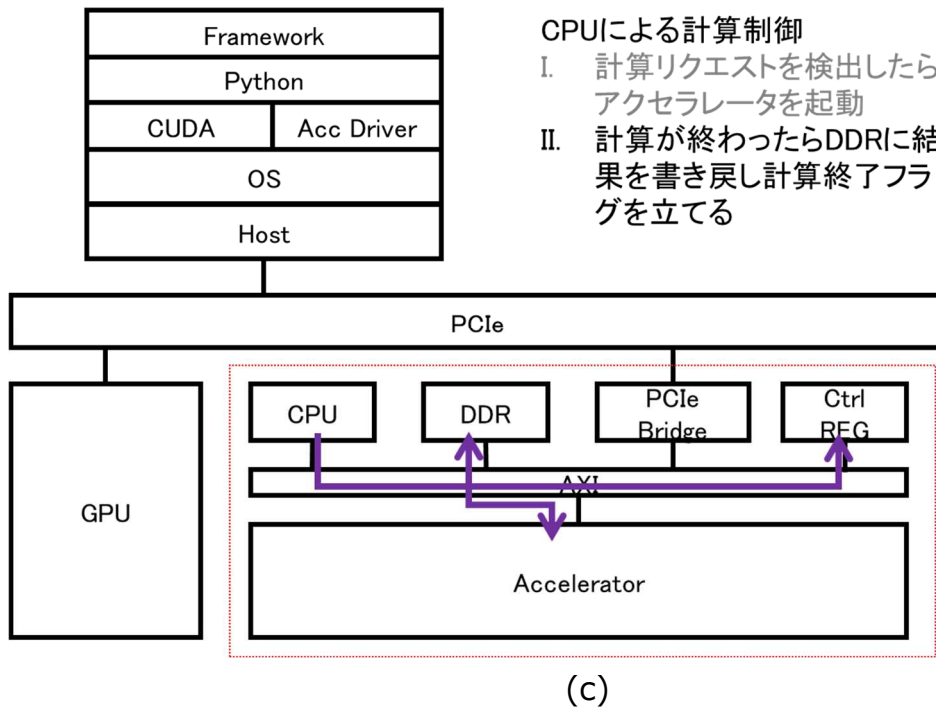 Framework
Python
CUDA
Acc Driver
OS
Host
CPUによる計算制御
I. 計算リクエストを検出したら
アクセラレータを起動
II. 計算が終わったらDDRに結
果を書き戻し計算終了フラ
グを立てる
PCIe
GPU
CPU
DDR
PCIe
Bridge
Ctrl
REG
AXI
Accelerator
(c)